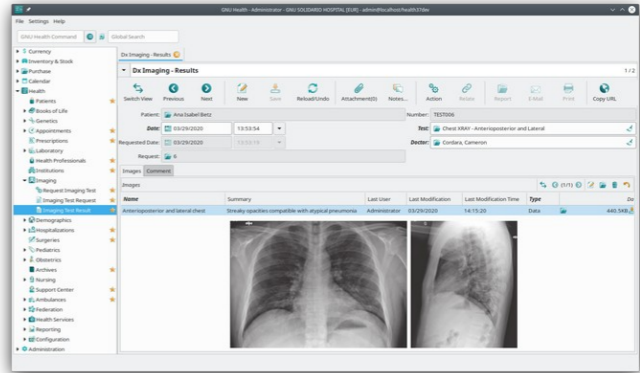 GNU Health - Administrator - GNU SOLIDARIO HOSPITAL [EUR] - admin@localhost/health37dev
File Settings Help
GNU Health Command
Global Search
Currency
Inventory & Stock
Purchase
Calendar
Health
Patients
Books of Life
Genetics
Appointments
Prescriptions
Laboratory
Health Professionals
Institutions
Imaging
Request Imaging Test
Imaging Test Request
Imaging Test Result
Demographics
Hospitalizations
Surgeries
Pediatrics
Obstetrics
Archives
Nursing
Support Center
Ambulances
Federation
Health Services
Reporting
Configuration
Administration
Dx Imaging - Results
Dx Imaging - Results 1/2
Switch View Previous Next New Save Reload/Undo Attachment(0) Notes... Action Relate Report E-Mail Print Copy URL
Patient: Ana Isabel Betz Number: TEST006
Date: 03/29/2020 13:53:54 Test: Chest XRAY - Anteroposterior and Lateral
Requested Date: 03/29/2020 Doctor: Cordara, Cameron
Request: 6
Images Comment
Images (1/1)
Name Summary Last User Last Modification Last Modification Time Type Da
Anteroposterior and lateral chest Streaky opacities compatible with atypical pneumonia Administrator 03/29/2020 14:15:20 Data 440.5KB